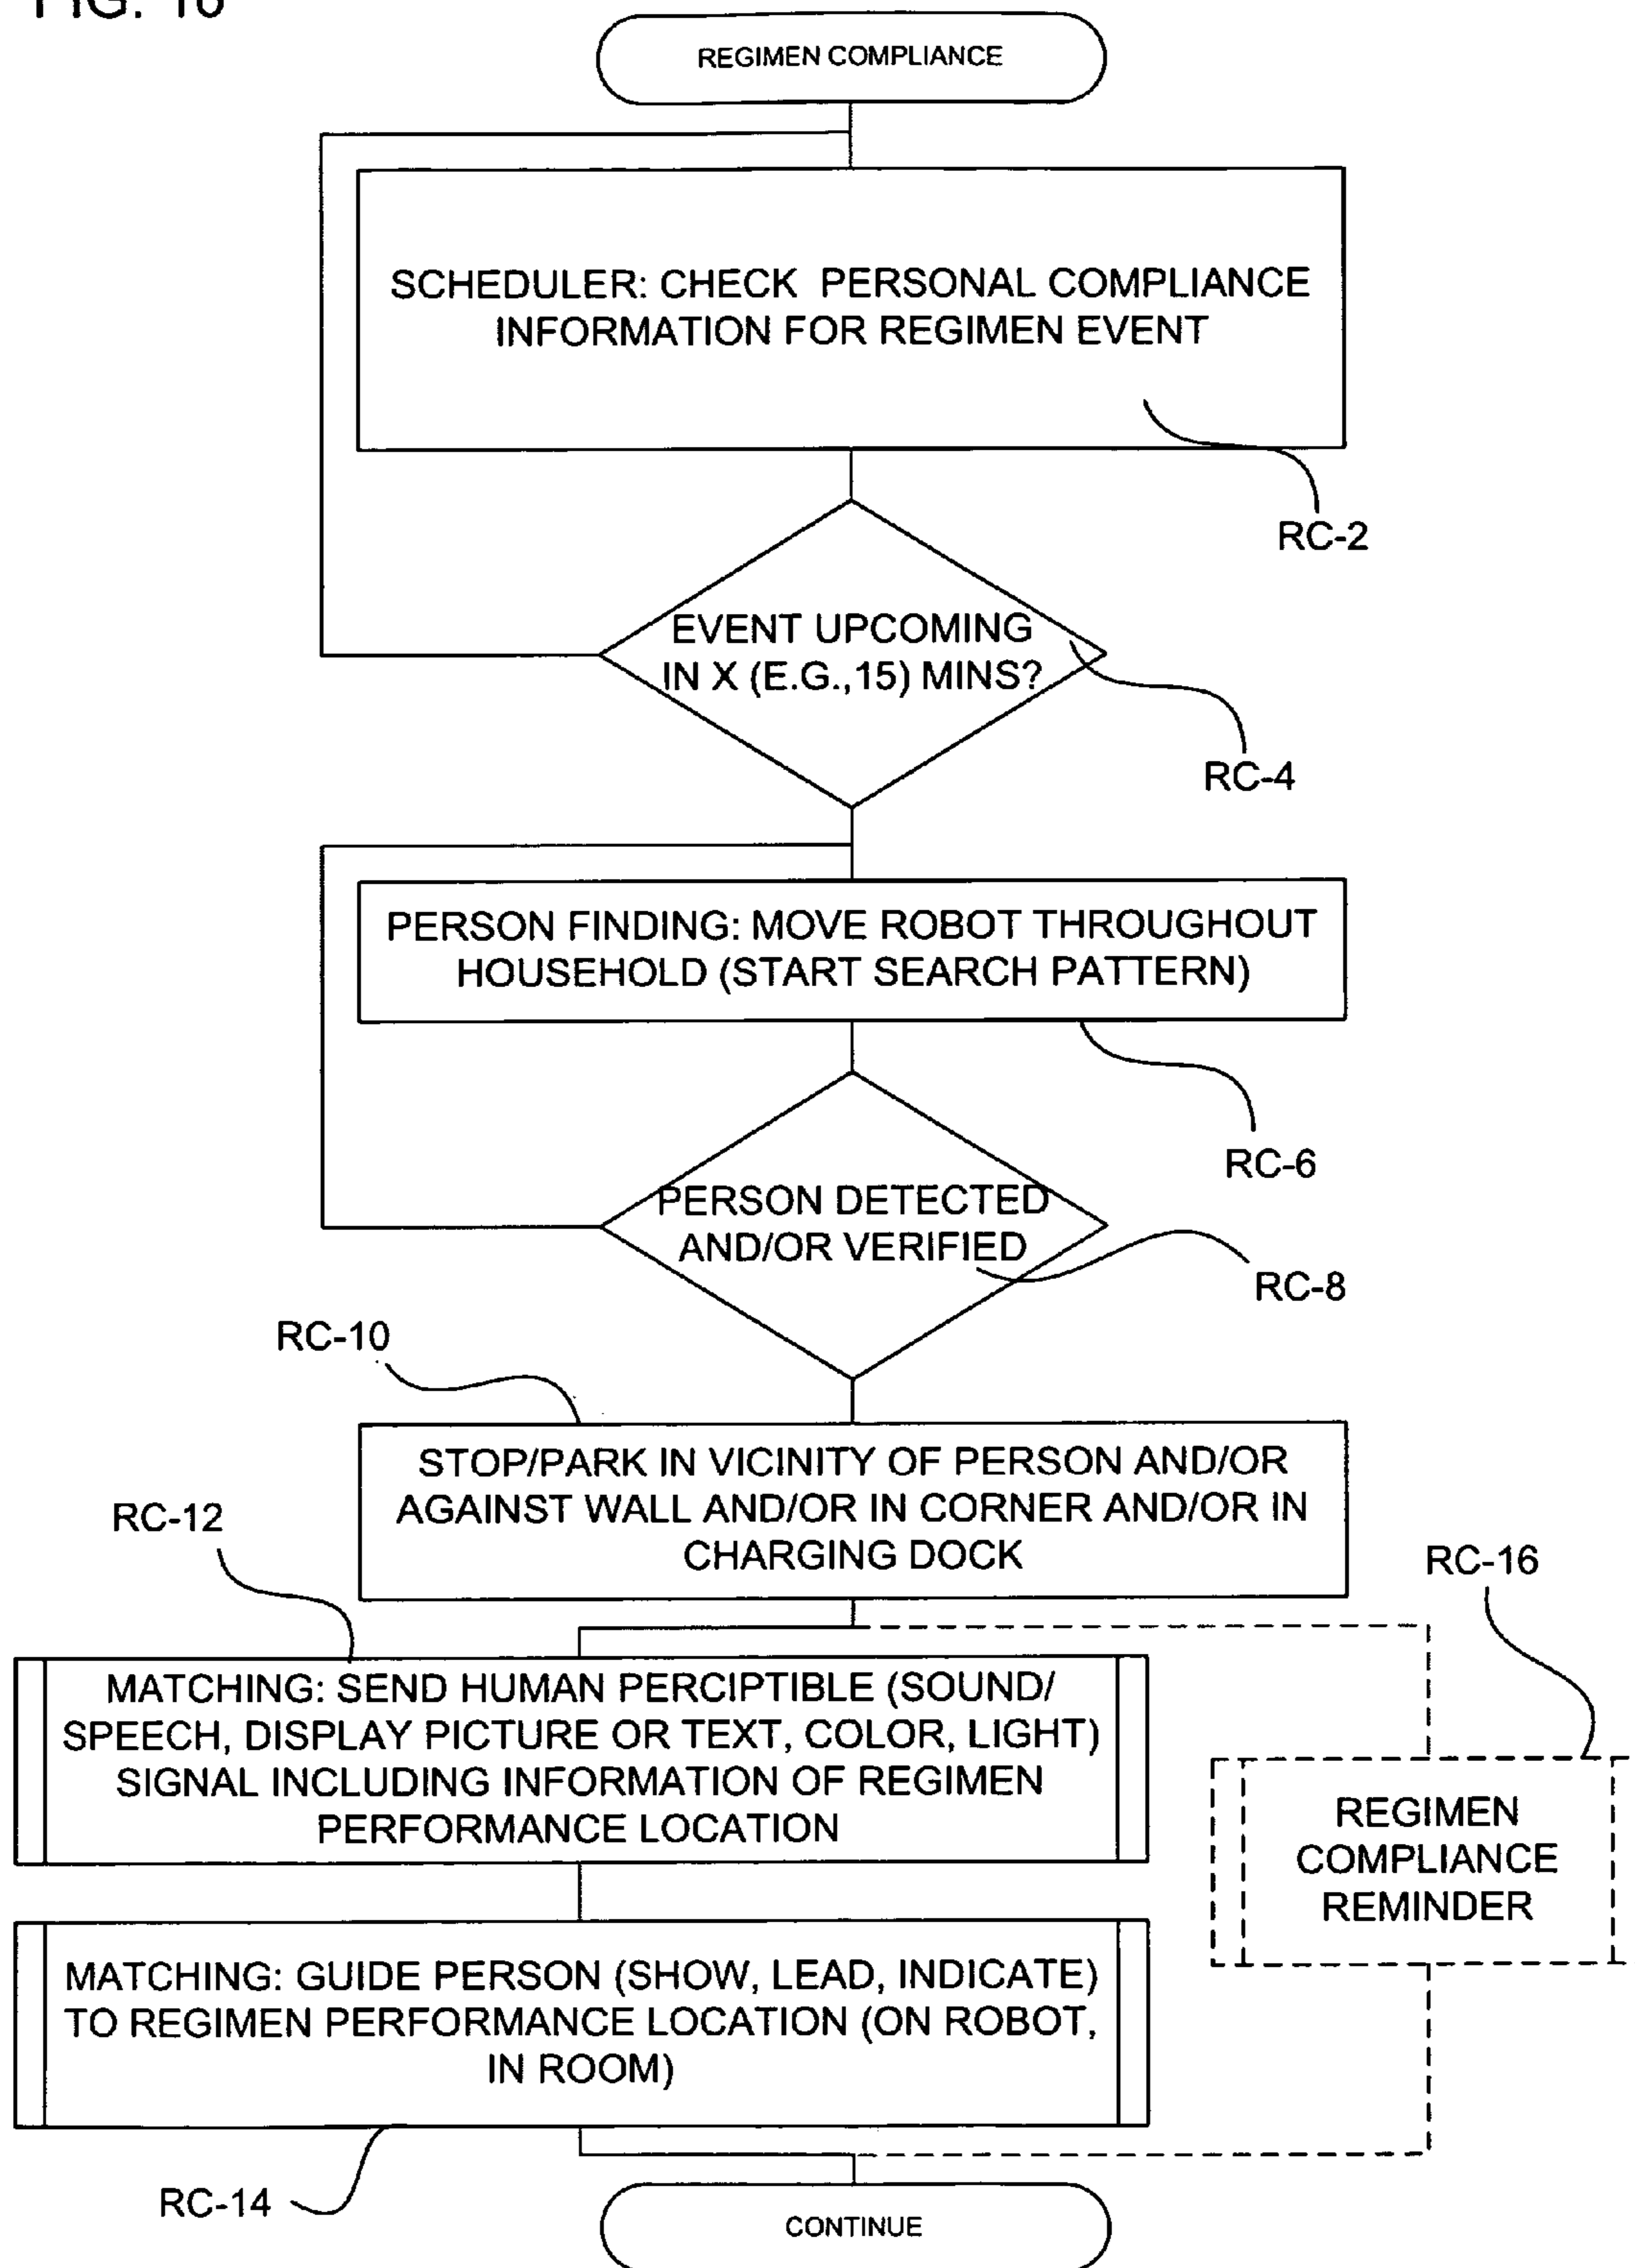 REGIMEN COMPLIANCE
SCHEDULER: CHECK PERSONAL COMPLIANCE
INFORMATION FOR REGIMEN EVENT
RC-2
EVENT UPCOMING
IN X (E.G.,15) MINS?
RC-4
PERSON FINDING: MOVE ROBOT THROUGHOUT
HOUSEHOLD (START SEARCH PATTERN)
RC-6
PERSON DETECTED
AND/OR VERIFIED
RC-8
RC-10
STOP/PARK IN VICINITY OF PERSON AND/OR
AGAINST WALL AND/OR IN CORNER AND/OR IN
CHARGING DOCK
RC-12
RC-16
MATCHING: SEND HUMAN PERCIPTIBLE (SOUND/
SPEECH, DISPLAY PICTURE OR TEXT, COLOR, LIGHT)
SIGNAL INCLUDING INFORMATION OF REGIMEN
PERFORMANCE LOCATION
REGIMEN
COMPLIANCE
REMINDER
MATCHING: GUIDE PERSON (SHOW, LEAD, INDICATE)
TO REGIMEN PERFORMANCE LOCATION (ON ROBOT,
IN ROOM)
RC-14
CONTINUE